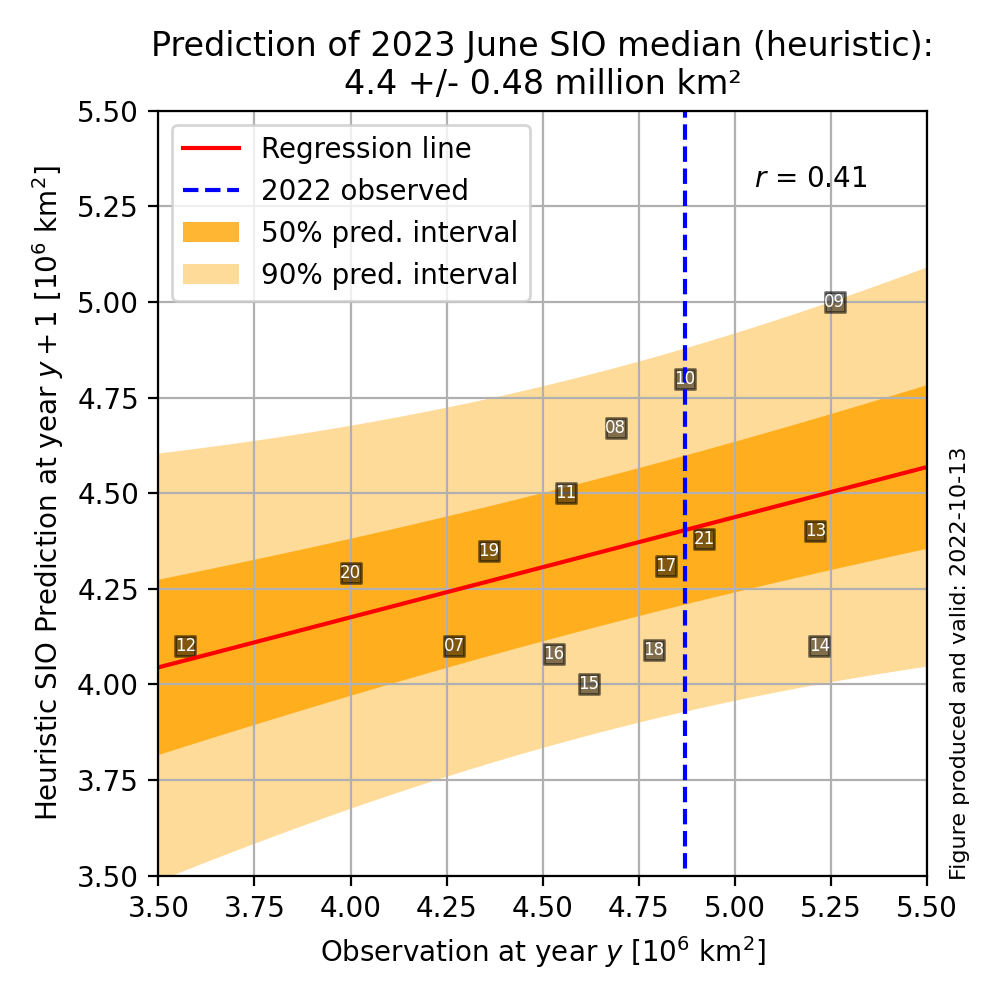 Prediction of 2023 June SIO median (heuristic):
4.4 +/- 0.48 million km²
Regression line
2022 observed
50% pred. interval
90% pred. interval
r = 0.41
5.50
5.25
5.00
4.75
4.50
4.25
4.00
3.75
3.50
Heuristic SIO Prediction at year y + 1 [10⁶ km²]
09
10
08
11
13
21
19
17
20
12
07
16
18
14
15
3.50 3.75 4.00 4.25 4.50 4.75 5.00 5.25 5.50
Observation at year y [10⁶ km²]
Figure produced and valid: 2022-10-13